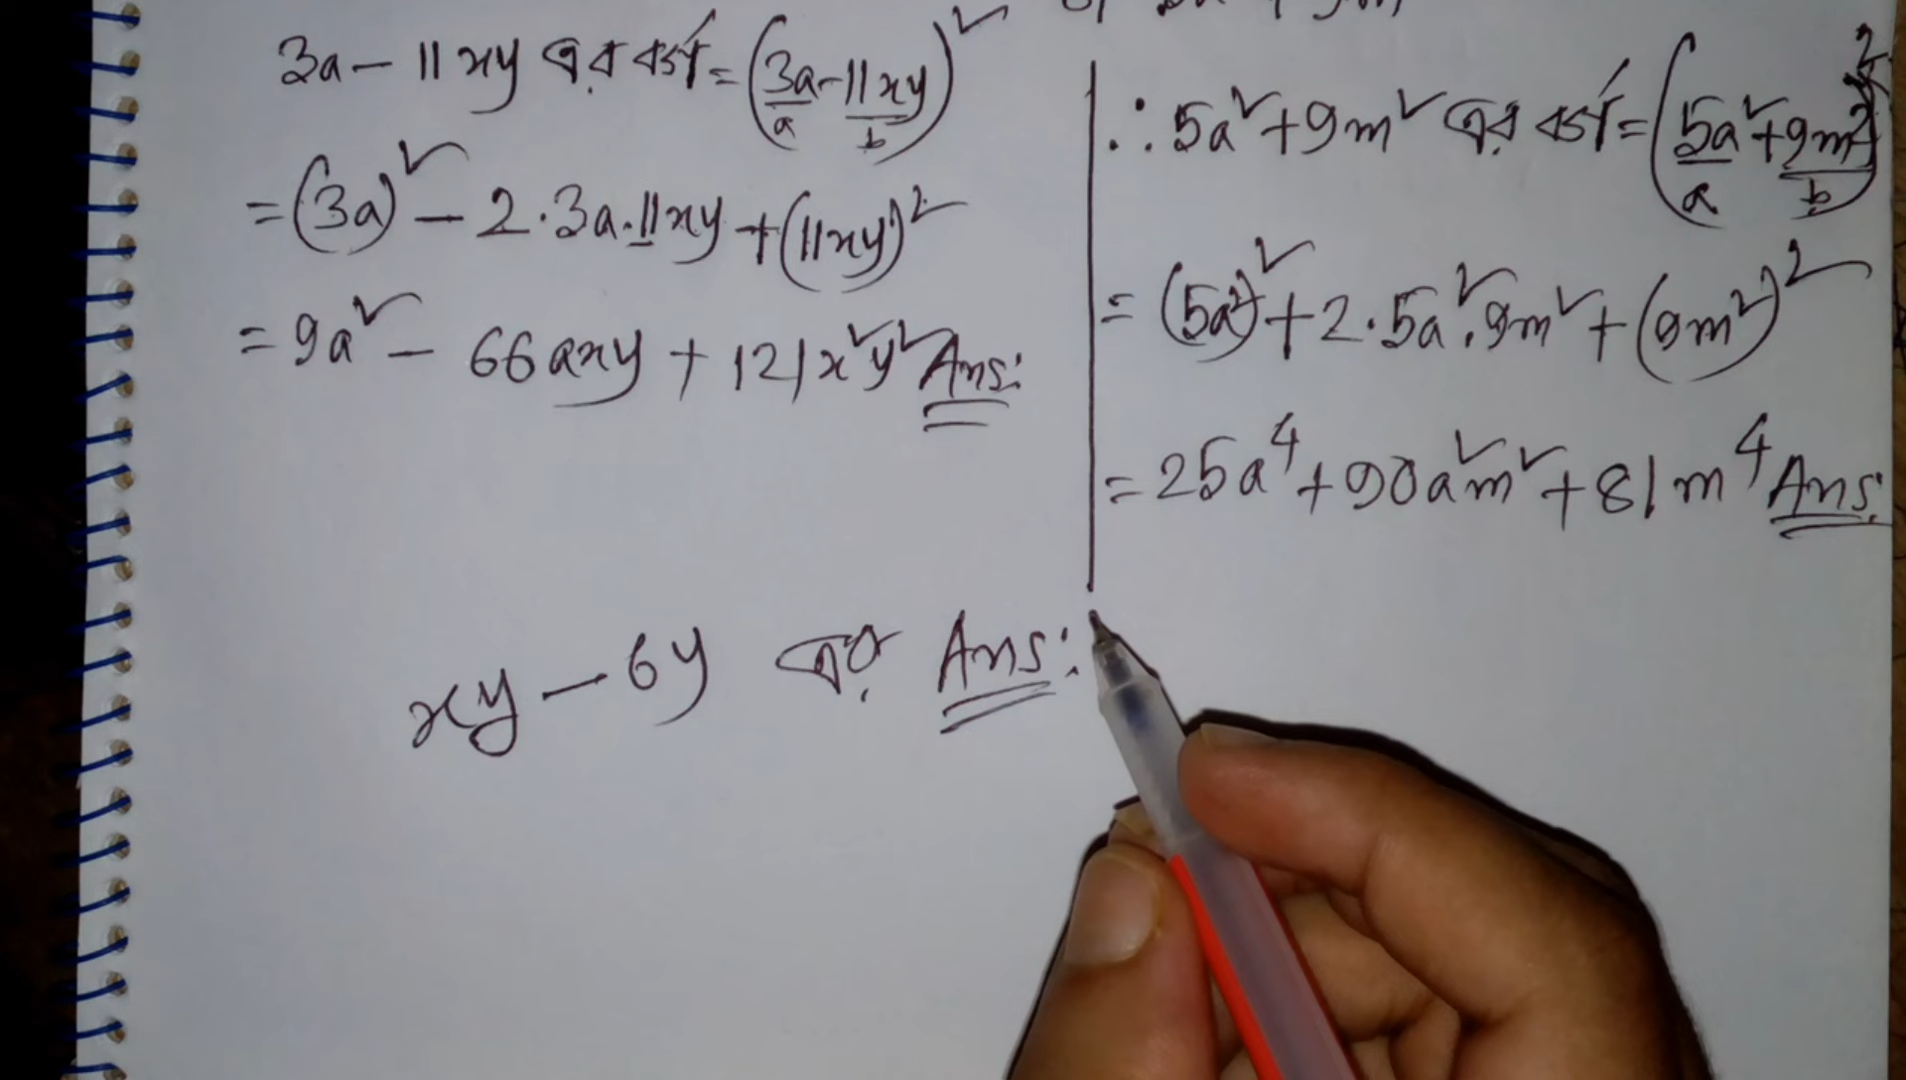 3a - 11xy এর বর্গ = (3a - 11xy)²
a b
= (3a)² - 2·3a·11xy + (11xy)²
= 9a² - 66axy + 121x²y² Ans:
∴ 5a² + 9m² এর বর্গ = (5a² + 9m²)²
a b
= (5a²)² + 2·5a²·9m² + (9m²)²
= 25a⁴ + 90a²m² + 81m⁴ Ans:
xy - 6y এর Ans: